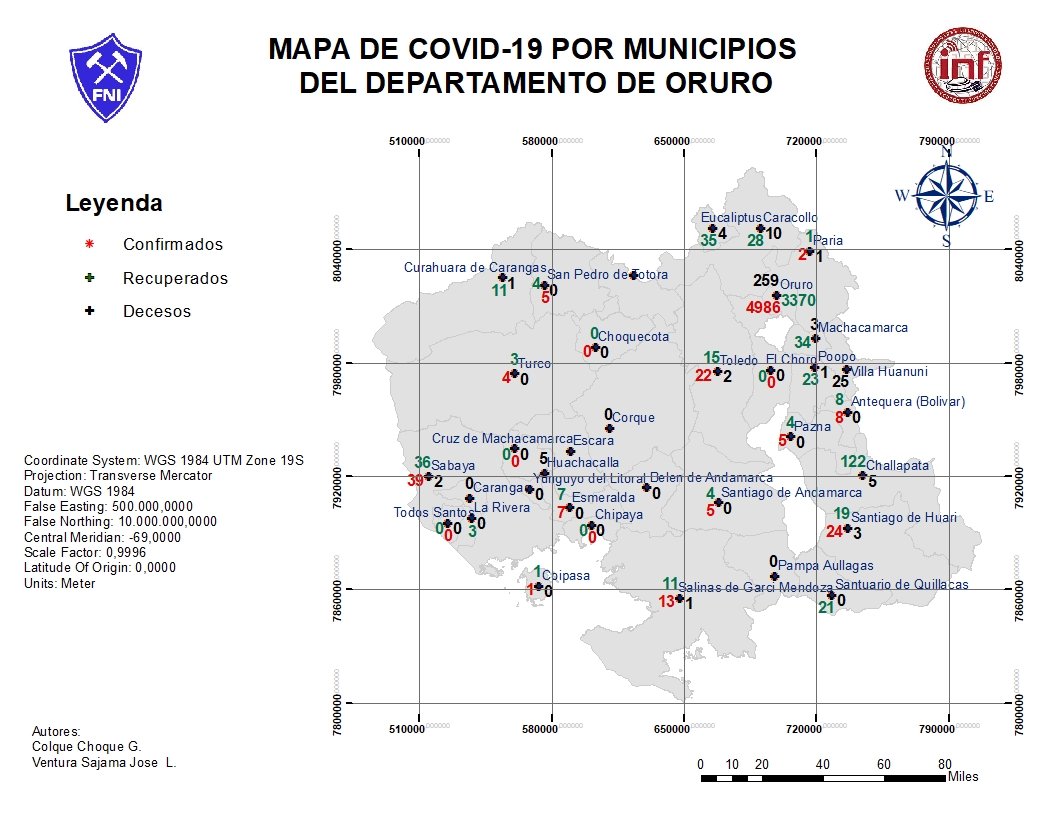 MAPA DE COVID-19 POR MUNICIPIOS
DEL DEPARTAMENTO DE ORURO
FNI
inf
Leyenda
Confirmados
Recuperados
Decesos
510000 580000 650000 720000 790000
N
W E
S
8040000 8040000
7980000 7980000
7920000 7920000
7860000 7860000
7800000 7800000
Eucaliptus Caracollo
4 10
35 28
1
Paria
2 1
Curahuara de Carangas
1
11
San Pedro de Totora
4 0
5
259 Oruro
4986 3370
3 Machacamarca
34
0 Choquecota
0 0
3 Turco
4 0
15 Toledo
22 2
El Choro
0 0
0
Poopo
1
23
Villa Huanuni
25
8 Antequera (Bolivar)
8 0
0
Corque
4
Pazna
5 0
Cruz de Machacamarca
0 0
0
Escara
5 Huachacalla
36 Sabaya
39 2
0
Carangas
Yunguyo del Litoral
0
Belen de Andamarca
0
122 Challapata
5
4 Santiago de Andamarca
5 0
7 Esmeralda
7 0
Todos Santos
0 0
0
La Rivera
0
3
Chipaya
0 0
0
19 Santiago de Huari
24 3
0 Pampa Aullagas
1 Coipasa
1 0
11 Salinas de Garci Mendoza
13 1
Santuario de Quillacas
0
21
Coordinate System: WGS 1984 UTM Zone 19S
Projection: Transverse Mercator
Datum: WGS 1984
False Easting: 500.000,0000
False Northing: 10.000.000,0000
Central Meridian: -69,0000
Scale Factor: 0,9996
Latitude Of Origin: 0,0000
Units: Meter
510000 580000 650000 720000 790000
Autores:
Colque Choque G.
Ventura Sajama Jose L.
0 10 20 40 60 80
Miles